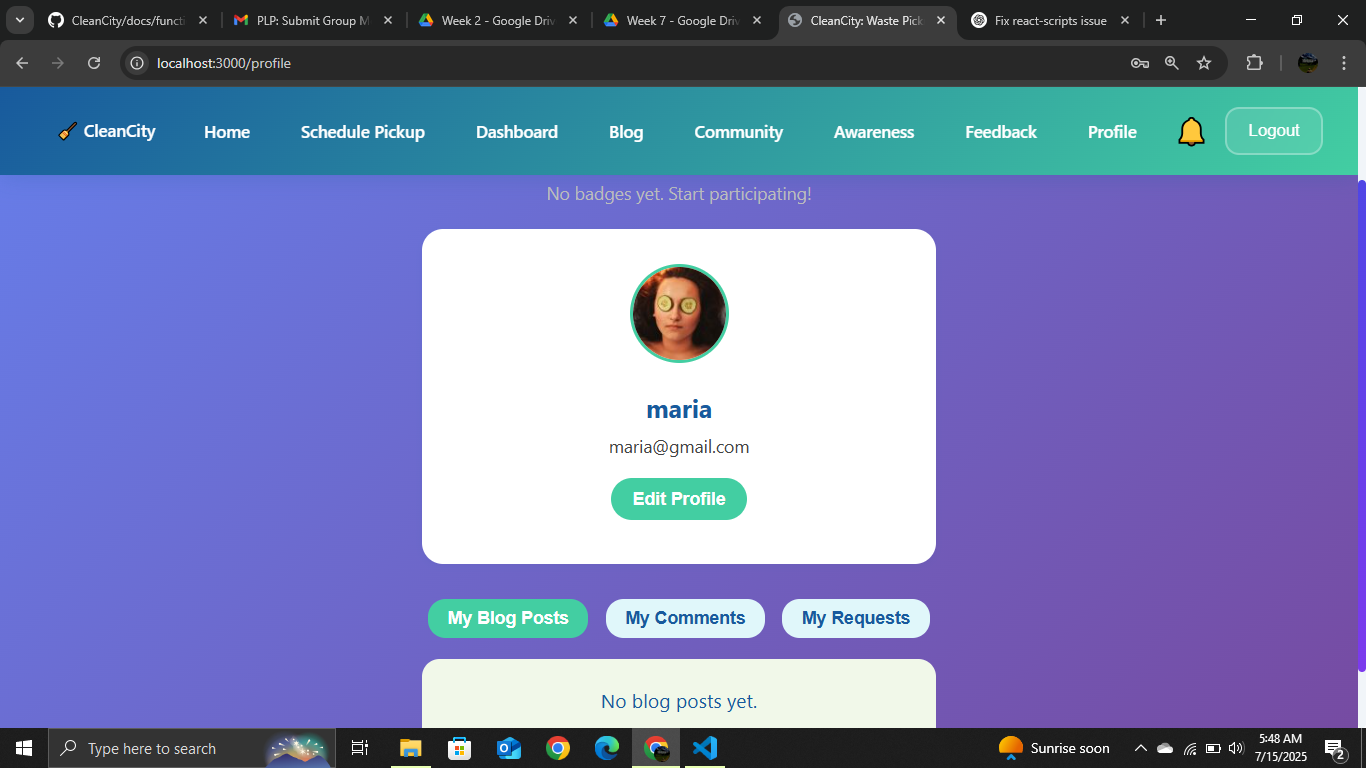 CleanCity/docs/functi
PLP: Submit Group M
Week 2 - Google Driv
Week 7 - Google Driv
CleanCity: Waste Pick
Fix react-scripts issue
localhost:3000/profile
CleanCity
Home
Schedule Pickup
Dashboard
Blog
Community
Awareness
Feedback
Profile
Logout
No badges yet. Start participating!
maria
maria@gmail.com
Edit Profile
My Blog Posts
My Comments
My Requests
No blog posts yet.
Type here to search
Sunrise soon
5:48 AM
7/15/2025
2